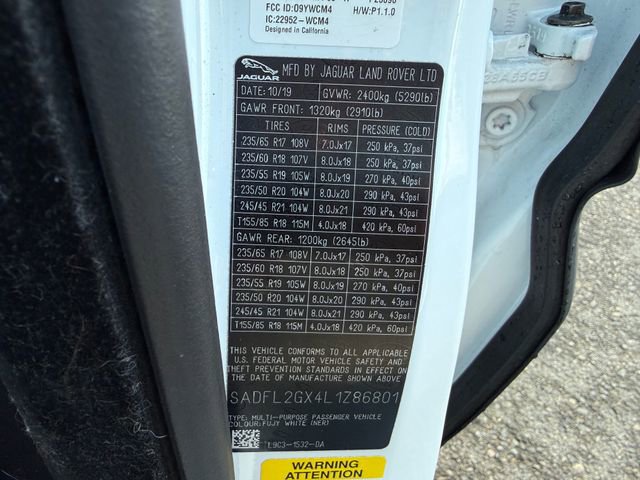 FCC ID:O9YWCM4
H/W:P1.1.0
IC:22952-WCM4
Designed in California
JAGUAR
MFD BY JAGUAR LAND ROVER LTD
DATE: 10/19 GVWR: 2400kg (5290lb)
GAWR FRONT: 1320kg (2910lb)
TIRES RIMS PRESSURE (COLD)
235/65 R17 108V 7.0Jx17 250 kPa, 37psi
235/60 R18 107V 8.0Jx18 250 kPa, 37psi
235/55 R19 105W 8.0Jx19 270 kPa, 40psi
235/50 R20 104W 8.0Jx20 290 kPa, 43psi
245/45 R21 104W 8.0Jx21 290 kPa, 43psi
T155/85 R18 115M 4.0Jx18 420 kPa, 60psi
GAWR REAR: 1200kg (2645lb)
235/65 R17 108V 7.0Jx17 250 kPa, 37psi
235/60 R18 107V 8.0Jx18 250 kPa, 37psi
235/55 R19 105W 8.0Jx19 270 kPa, 40psi
235/50 R20 104W 8.0Jx20 290 kPa, 43psi
245/45 R21 104W 8.0Jx21 290 kPa, 43psi
T155/85 R18 115M 4.0Jx18 420 kPa, 60psi
THIS VEHICLE CONFORMS TO ALL APPLICABLE
U.S. FEDERAL MOTOR VEHICLE SAFETY AND
THEFT PREVENTION STANDARDS IN EFFECT ON
THE DATE OF MANUFACTURE SHOWN ABOVE.
SADFL2GX4L1Z86801
TYPE: MULTI-PURPOSE PASSENGER VEHICLE
COLOUR:FUJI WHITE (NER)
L9C3-1532-DA
WARNING
ATTENTION